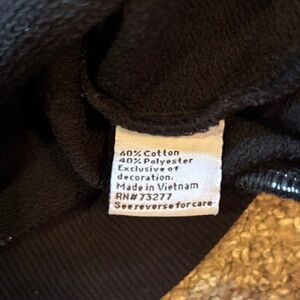 60% Cotton
40% Polyester
Exclusive of
decoration.
Made in Vietnam
RN#73277
See reverse for care